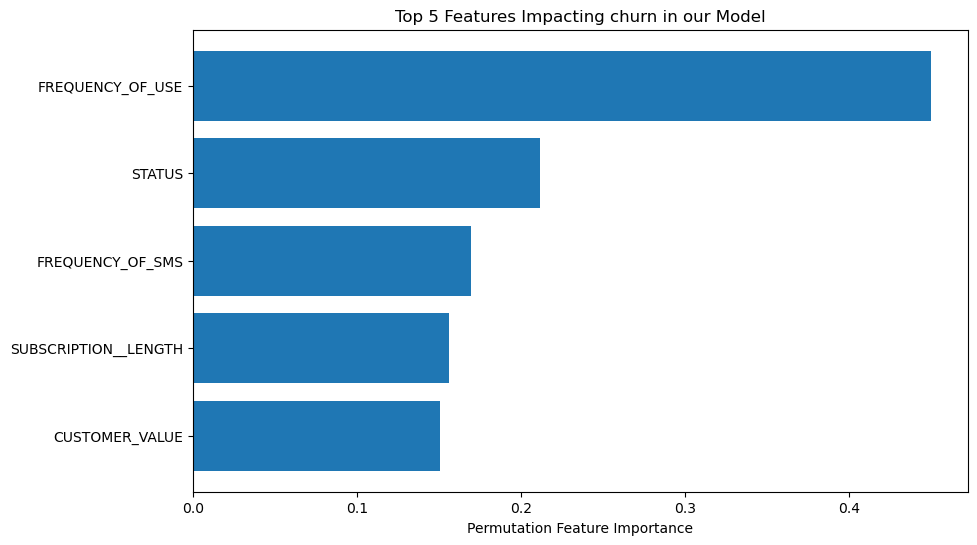 Top 5 Features Impacting churn in our Model
FREQUENCY_OF_USE
STATUS
FREQUENCY_OF_SMS
SUBSCRIPTION__LENGTH
CUSTOMER_VALUE
0.0 0.1 0.2 0.3 0.4
Permutation Feature Importance